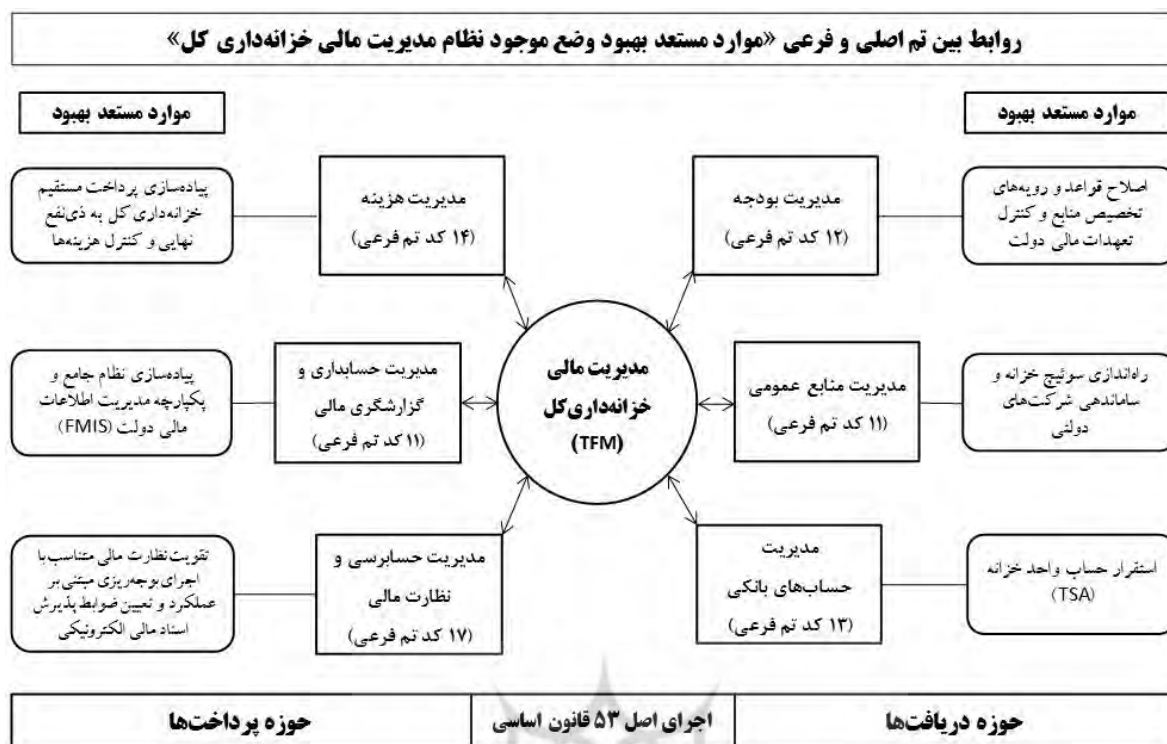 روابط بین تم اصلی و فرعی «موارد مستعد بهبود وضع موجود نظام مدیریت مالی خزانه‌داری کل»
موارد مستعد بهبود
موارد مستعد بهبود
اصلاح قواعد و رویه‌های
تخصیص منابع و کنترل
تعهدات مالی دولت
مدیریت بودجه
(۱۲ کد تم فرعی)
مدیریت هزینه
(۱۴ کد تم فرعی)
پیاده‌سازی پرداخت مستقیم
خزانه‌داری کل به ذی‌نفع
نهایی و کنترل هزینه‌ها
راه‌اندازی سوئیچ خزانه و
ساماندهی شرکت‌های
دولتی
مدیریت منابع عمومی
(۱۱ کد تم فرعی)
مدیریت مالی
خزانه‌داری‌کل
(TFM)
مدیریت حسابداری و
گزارشگری مالی
(۱۱ کد تم فرعی)
پیاده‌سازی نظام جامع و
یکپارچه مدیریت اطلاعات
مالی دولت (FMIS)
استقرار حساب واحد خزانه
(TSA)
مدیریت
حساب‌های بانکی
(۱۳ کد تم فرعی)
مدیریت حسابرسی و
نظارت مالی
(۱۷ کد تم فرعی)
تقویت نظارت مالی متناسب با
اجرای بوجه‌ریزی مبتنی بر
عملکرد و تعیین ضوابط پذیرش
اسناد مالی الکترونیکی
حوزه دریافت‌ها
اجرای اصل ۵۳ قانون اساسی
حوزه پرداخت‌ها